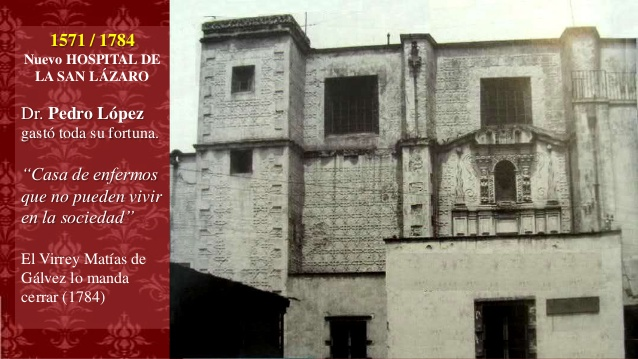 1571 / 1784
Nuevo HOSPITAL DE
LA SAN LÁZARO
Dr. Pedro López
gastó toda su fortuna.
“Casa de enfermos
que no pueden vivir
en la sociedad”
El Virrey Matías de
Gálvez lo manda
cerrar (1784)